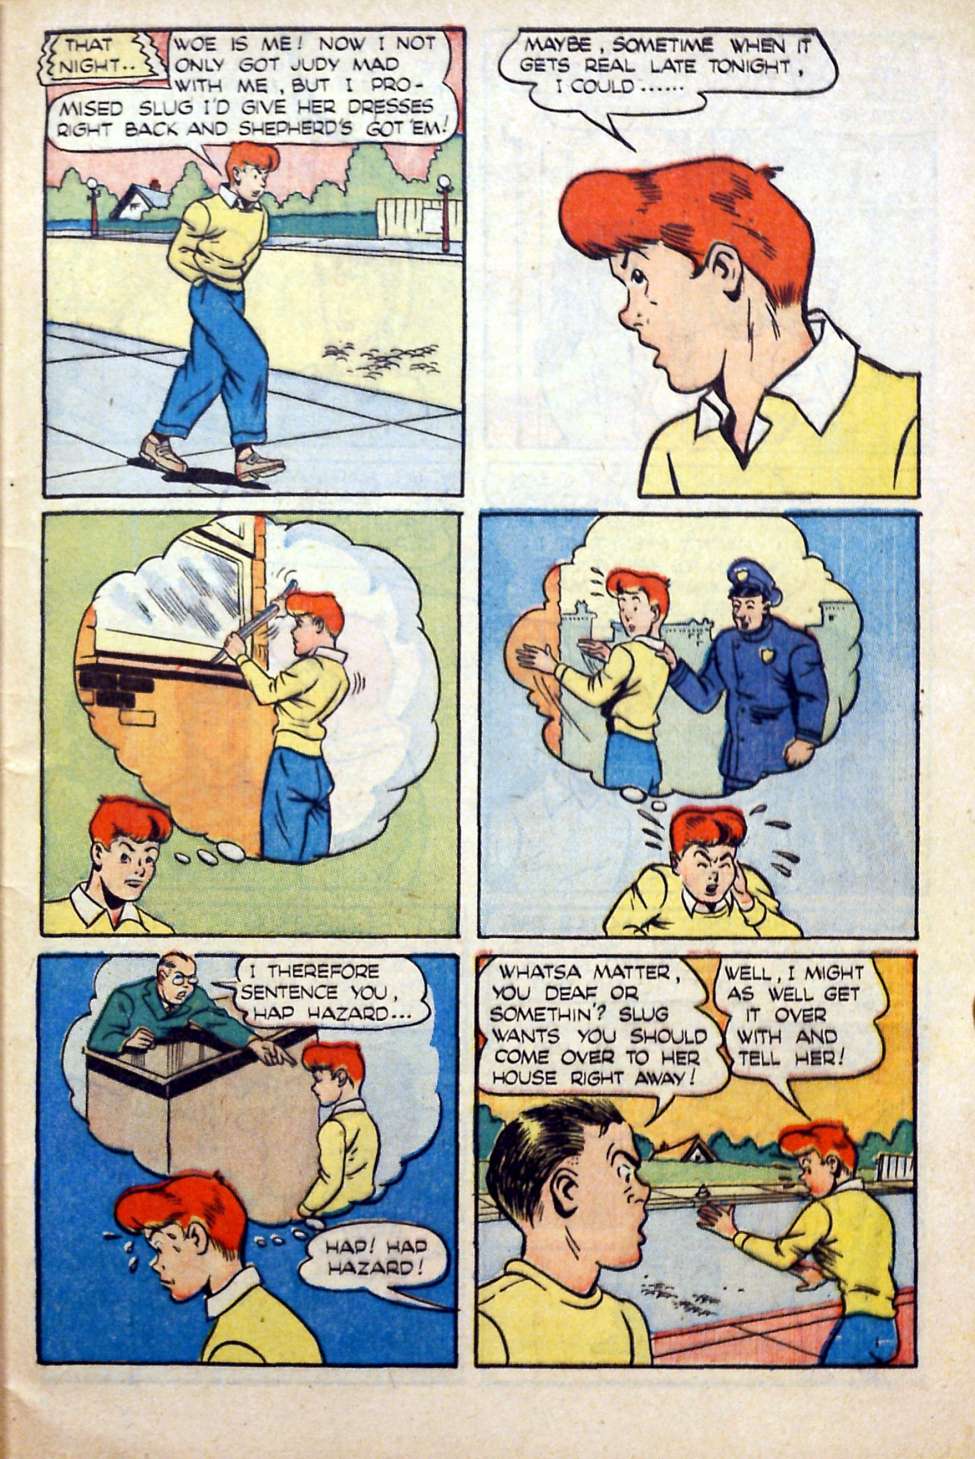 THAT
NIGHT..
WOE IS ME! NOW I NOT
ONLY GOT JUDY MAD
WITH ME, BUT I PRO-
MISED SLUG I'D GIVE HER DRESSES
RIGHT BACK AND SHEPHERD'S GOT 'EM!
MAYBE, SOMETIME WHEN IT
GETS REAL LATE TONIGHT,
I COULD......
I THEREFORE
SENTENCE YOU,
HAP HAZARD...
HAP! HAP
HAZARD!
WHATSA MATTER,
YOU DEAF OR
SOMETHIN'? SLUG
WANTS YOU SHOULD
COME OVER TO HER
HOUSE RIGHT AWAY!
WELL, I MIGHT
AS WELL GET
IT OVER
WITH AND
TELL HER!